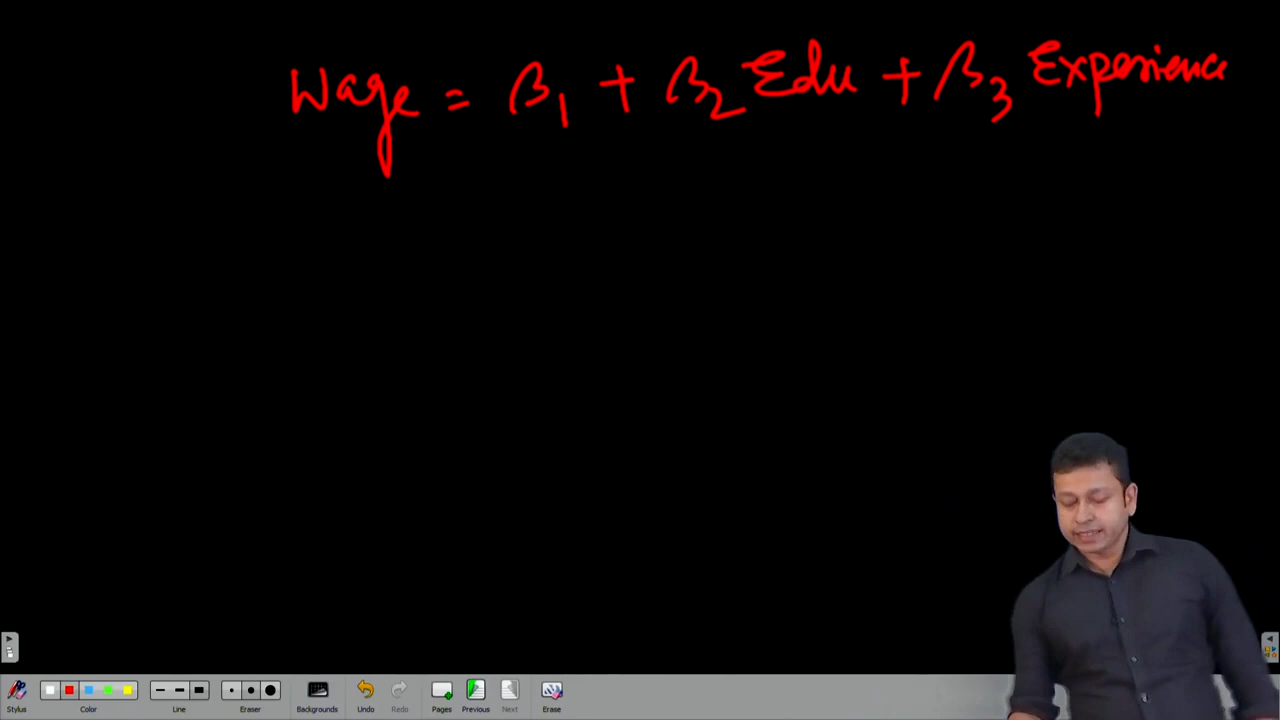 Wage = β₁ + β₂ Edu + β₃ Experience
Stylus Color Line Eraser Backgrounds Undo Redo Pages Previous Next Erase